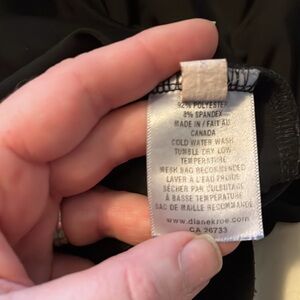 92% POLYESTER
8% SPANDEX
MADE IN / FAIT AU
CANADA
COLD WATER WASH
TUMBLE DRY LOW
TEMPERATURE
MESH BAG RECOMMENDED
LAVER À L'EAU FROIDE
SÉCHER PAR CULBUTAGE
À BASSE TEMPÉRATURE
SAC DE MAILLE RECOMMANDÉ
www.dianekroe.com
CA 26733